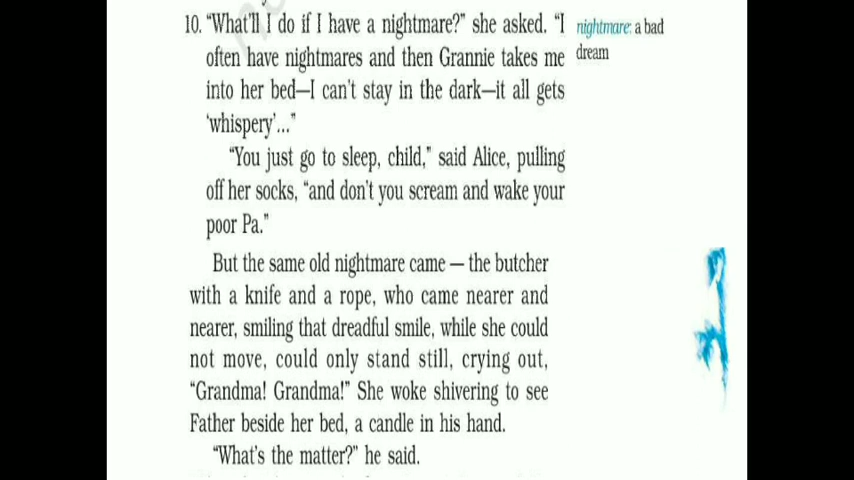 10. “What’ll I do if I have a nightmare?” she asked. “I
often have nightmares and then Grannie takes me
into her bed—I can’t stay in the dark—it all gets
‘whispery’...”
“You just go to sleep, child,” said Alice, pulling
off her socks, “and don’t you scream and wake your
poor Pa.”
But the same old nightmare came — the butcher
with a knife and a rope, who came nearer and
nearer, smiling that dreadful smile, while she could
not move, could only stand still, crying out,
“Grandma! Grandma!” She woke shivering to see
Father beside her bed, a candle in his hand.
“What’s the matter?” he said.
nightmare: a bad
dream